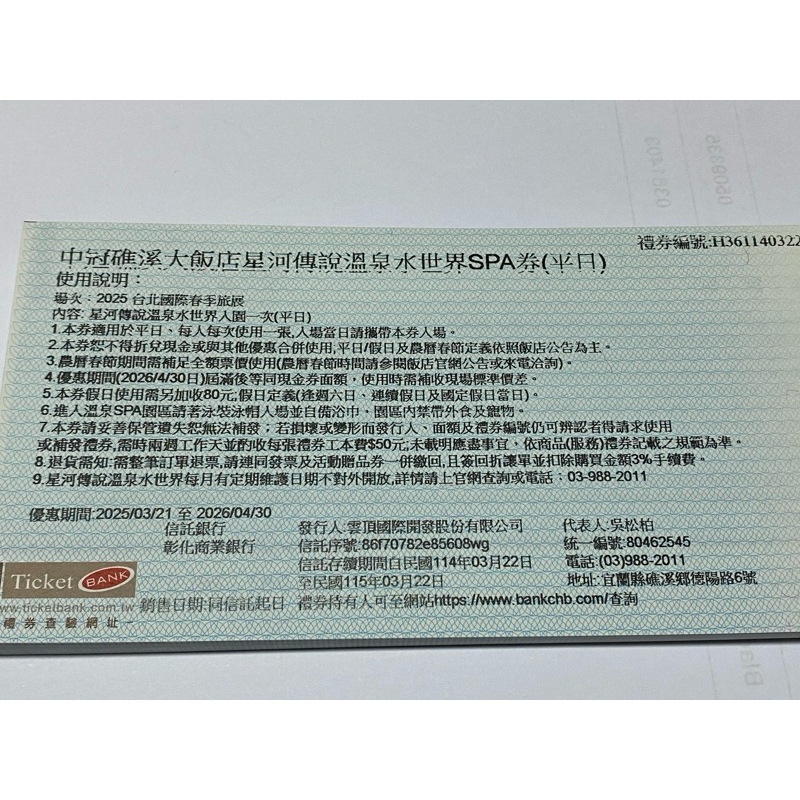 禮券編號:H361140322
中冠礁溪大飯店星河傳說溫泉水世界SPA券(平日)
使用說明：
場次：2025 台北國際春季旅展
內容: 星河傳說溫泉水世界入園一次(平日)
1.本券適用於平日、每人每次使用一張,入場當日請攜帶本券入場。
2.本券恕不得折兌現金或與其他優惠合併使用,平日/假日及農曆春節定義依照飯店公告為主。
3.農曆春節期間需補足全額票價使用(農曆春節時間請參閱飯店官網公告或來電洽詢)。
4.優惠期間(2026/4/30日)屆滿後等同現金券面額，使用時需補收現場標準價差。
5.本券假日使用需另加收80元;假日定義(逢週六日、連續假日及國定假日當日)。
6.進入溫泉SPA園區請著泳裝泳帽入場並自備浴巾、園區內禁帶外食及寵物。
7.本券請妥善保管遺失恕無法補發；若損壞或變形而發行人、面額及禮券編號仍可辨認者得請求使用
或補發禮券,需時兩週工作天並酌收每張禮券工本費$50元;未載明應盡事宜，依商品(服務)禮券記載之規範為準。
8.退貨需知:需整筆訂單退票,請連同發票及活動贈品券一併繳回,且簽回折讓單並扣除購買金額3%手續費。
9.星河傳說溫泉水世界每月有定期維護日期不對外開放,詳情請上官網查詢或電話：03-988-2011
優惠期間:2025/03/21 至 2026/04/30
信託銀行 發行人:雲頂國際開發股份有限公司 代表人:吳松柏
彰化商業銀行 信託序號:86f70782e85608wg 統一編號:80462545
信託存續期間自民國114年03月22日 電話:(03)988-2011
至民國115年03月22日 地址:宜蘭縣礁溪鄉德陽路6號
Ticket BANK
www.ticketbank.com.tw 銷售日期:同信託起日 禮券持有人可至網站https://www.bankchb.com/查詢
禮券查驗網址